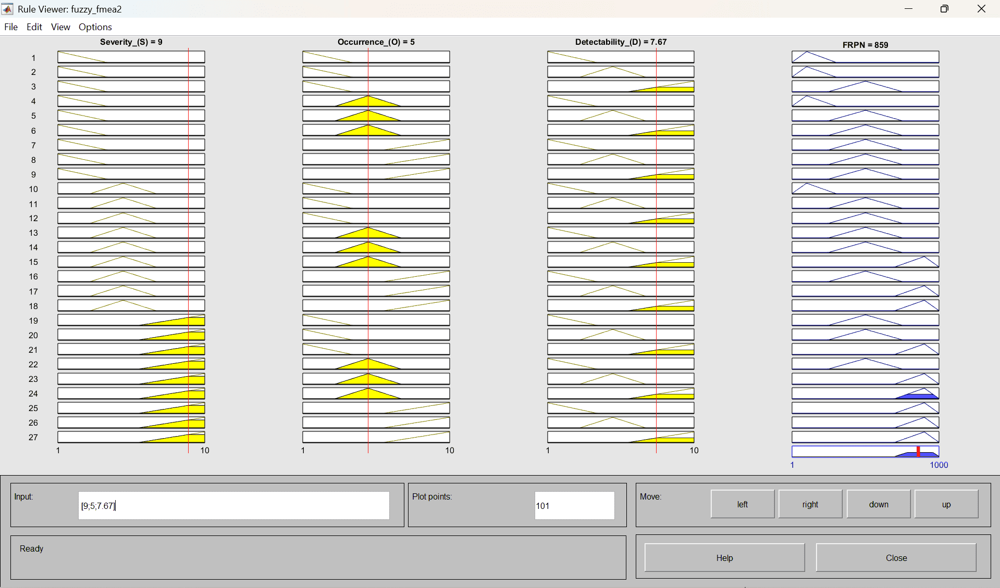 Rule Viewer: fuzzy_fmea2
File Edit View Options
Severity_(S) = 9
Occurrence_(O) = 5
Detectability_(D) = 7.67
FRPN = 859
1
2
3
4
5
6
7
8
9
10
11
12
13
14
15
16
17
18
19
20
21
22
23
24
25
26
27
1 10 1 10 1 10
1 1000
Input:
[9;5;7.67]
Plot points:
101
Move:
left
right
down
up
Ready
Help
Close